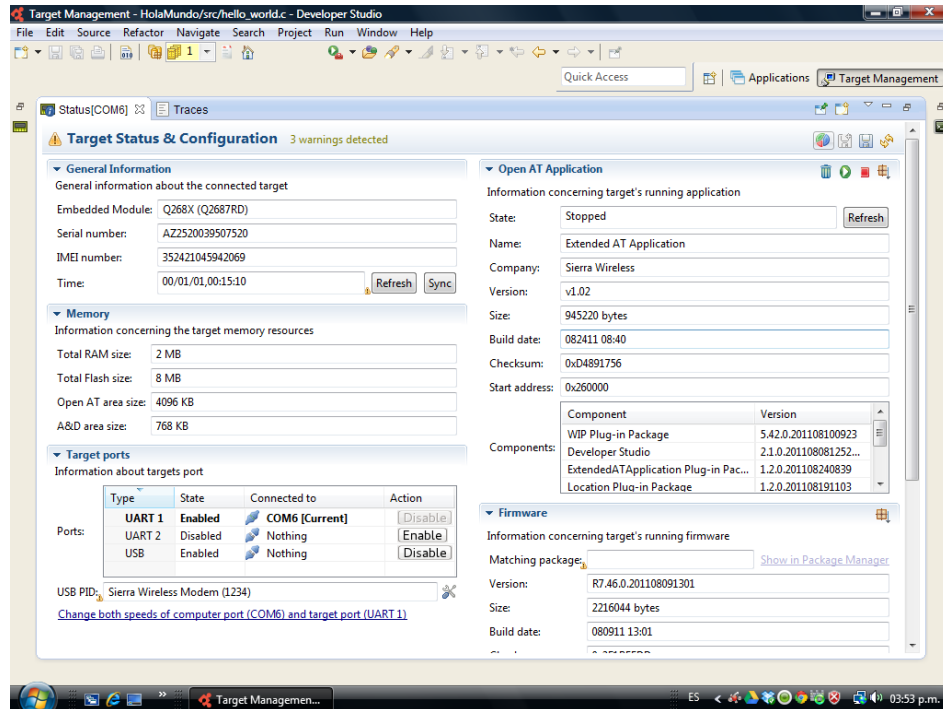 Target Management - HolaMundo/src/hello_world.c - Developer Studio
File Edit Source Refactor Navigate Search Project Run Window Help
1
Quick Access
Applications
Target Management
Status[COM6]
Traces
Target Status & Configuration 3 warnings detected
General Information
General information about the connected target
Embedded Module: Q268X (Q2687RD)
Serial number: AZ2520039507520
IMEI number: 352421045942069
Time: 00/01/01,00:15:10 Refresh Sync
Memory
Information concerning the target memory resources
Total RAM size: 2 MB
Total Flash size: 8 MB
Open AT area size: 4096 KB
A&D area size: 768 KB
Target ports
Information about targets port
Type State Connected to Action
Ports:
UART 1 Enabled COM6 [Current] Disable
UART 2 Disabled Nothing Enable
USB Enabled Nothing Disable
USB PID: Sierra Wireless Modem (1234)
Change both speeds of computer port (COM6) and target port (UART 1)
Open AT Application
Information concerning target's running application
State: Stopped Refresh
Name: Extended AT Application
Company: Sierra Wireless
Version: v1.02
Size: 945220 bytes
Build date: 082411 08:40
Checksum: 0xD4891756
Start address: 0x260000
Components:
Component Version
WIP Plug-in Package 5.42.0.201108100923
Developer Studio 2.1.0.201108081252...
ExtendedATApplication Plug-in Pac... 1.2.0.201108240839
Location Plug-in Package 1.2.0.201108191103
Firmware
Information concerning target's running firmware
Matching package: Show in Package Manager
Version: R7.46.0.201108091301
Size: 2216044 bytes
Build date: 080911 13:01
Target Managemen...
ES
03:53 p.m.